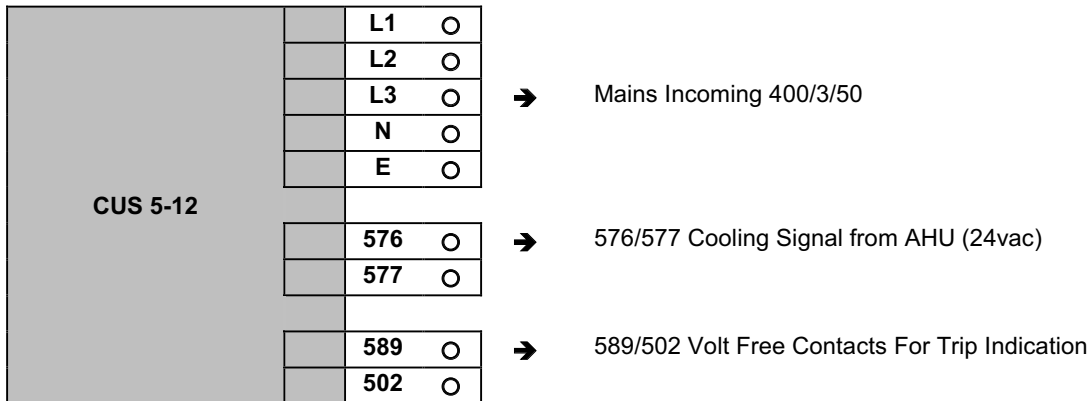 L1
L2
L3 Mains Incoming 400/3/50
N
E
CUS 5-12
576 576/577 Cooling Signal from AHU (24vac)
577
589 589/502 Volt Free Contacts For Trip Indication
502